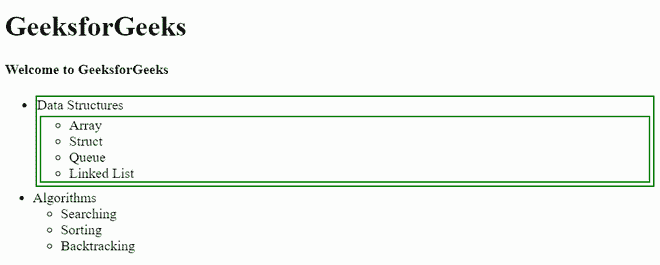 GeeksforGeeks
Welcome to GeeksforGeeks
Data Structures
Array
Struct
Queue
Linked List
Algorithms
Searching
Sorting
Backtracking